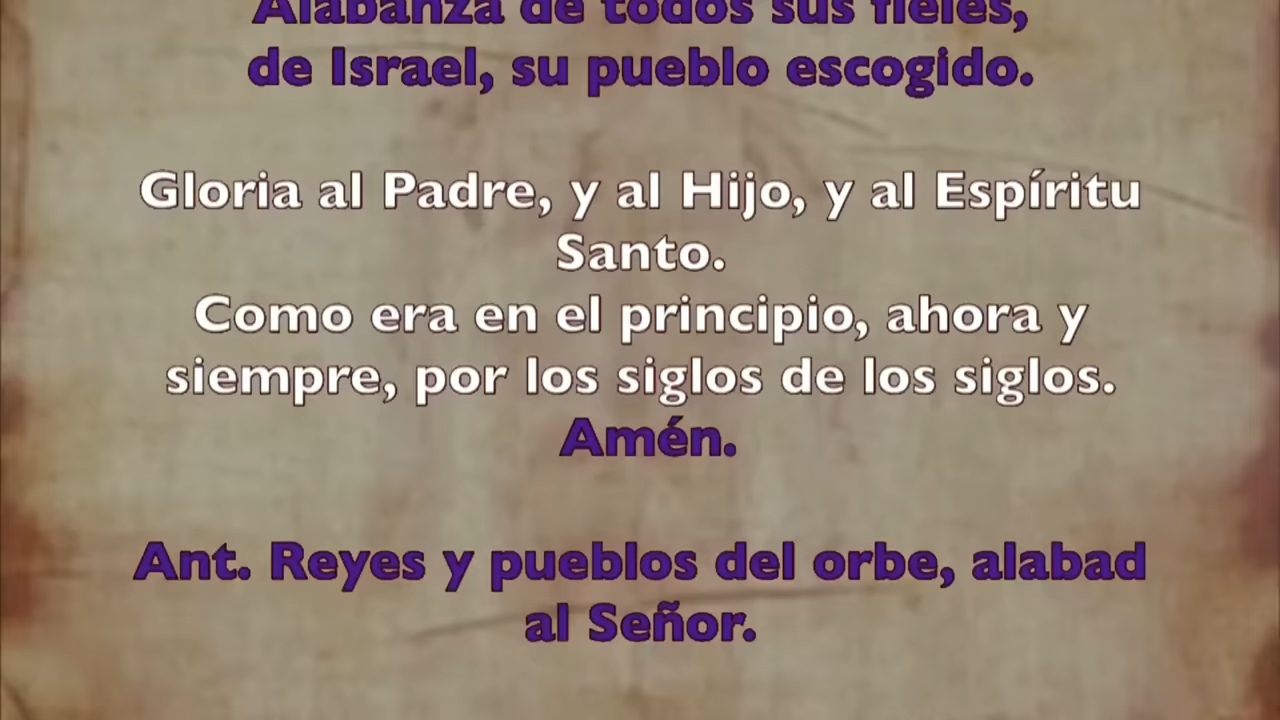 Alabanza de todos sus fieles,
de Israel, su pueblo escogido.
Gloria al Padre, y al Hijo, y al Espíritu
Santo.
Como era en el principio, ahora y
siempre, por los siglos de los siglos.
Amén.
Ant. Reyes y pueblos del orbe, alabad
al Señor.